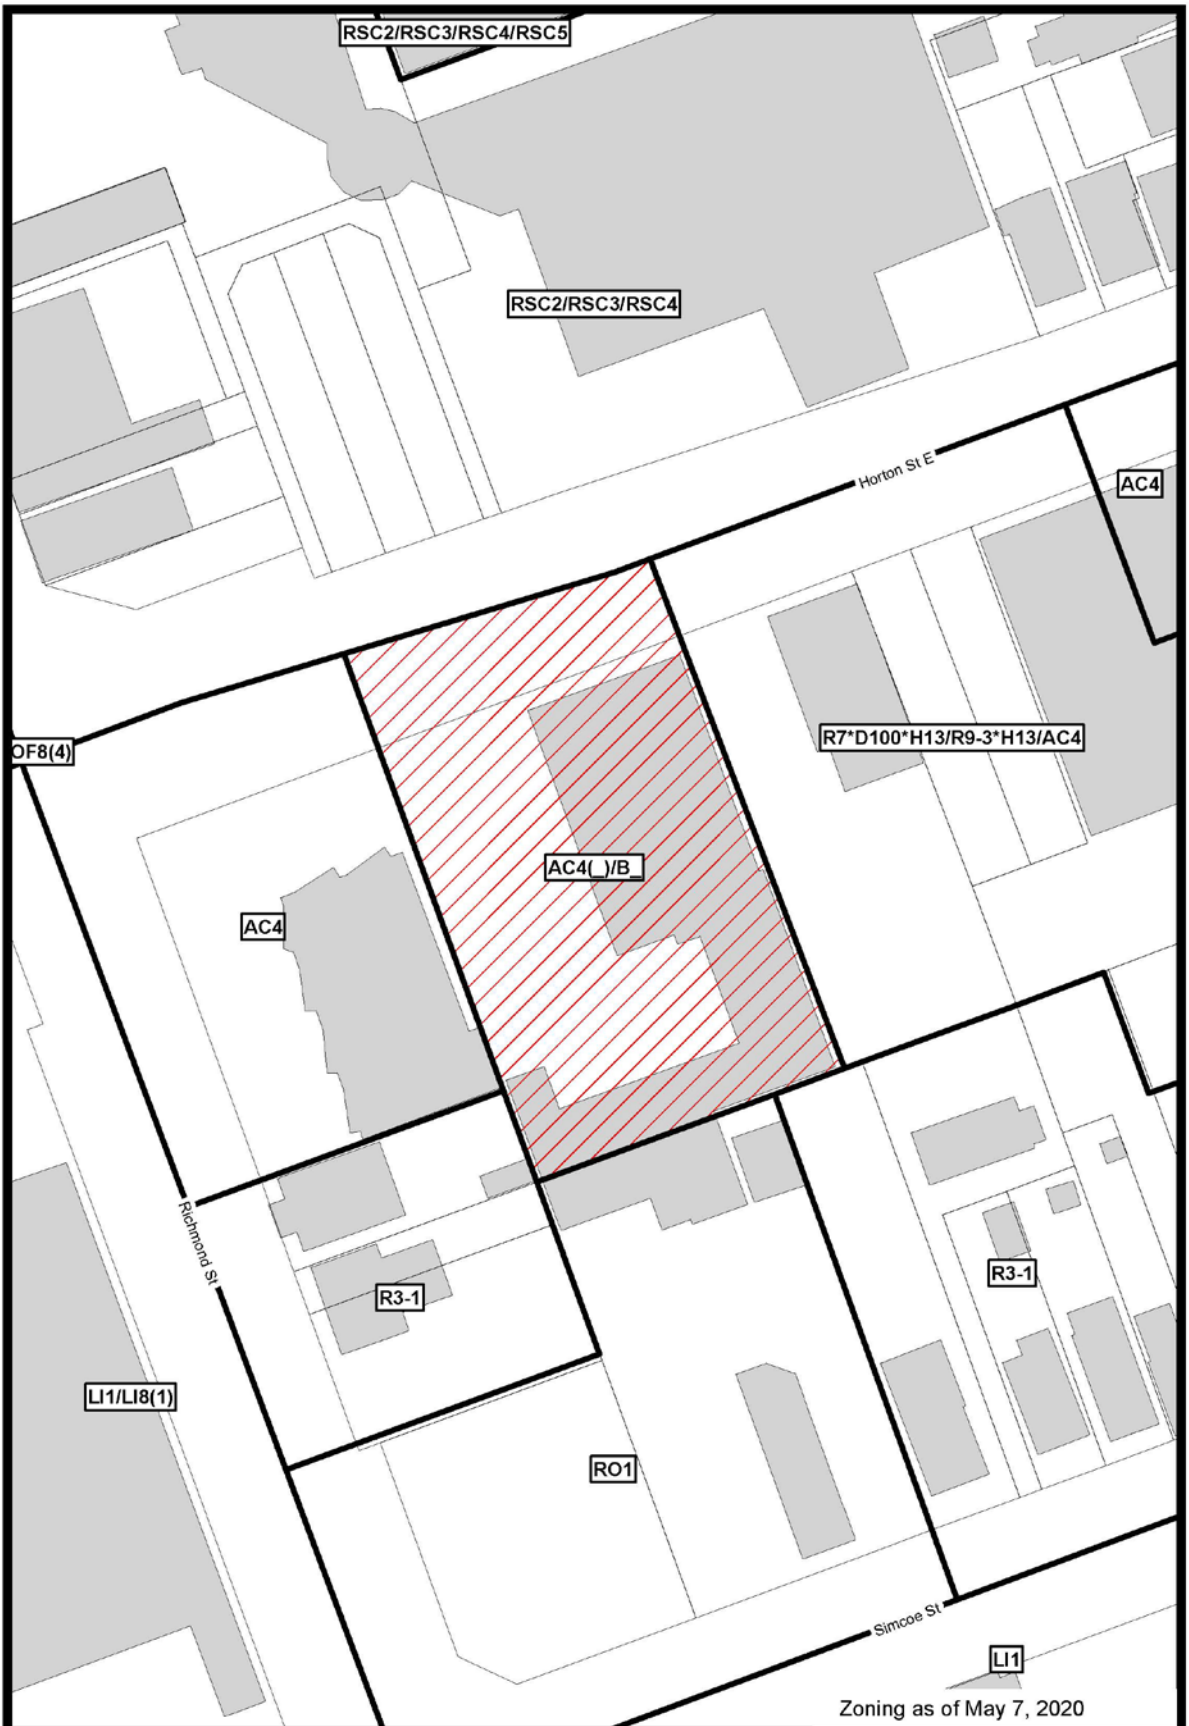 RSC2/RSC3/RSC4/RSC5
RSC2/RSC3/RSC4
Horton St E
AC4
OF8(4)
R7*D100*H13/R9-3*H13/AC4
AC4(_)/B_
AC4
Richmond St
R3-1
R3-1
LI1/LI8(1)
RO1
Simcoe St
LI1
Zoning as of May 7, 2020